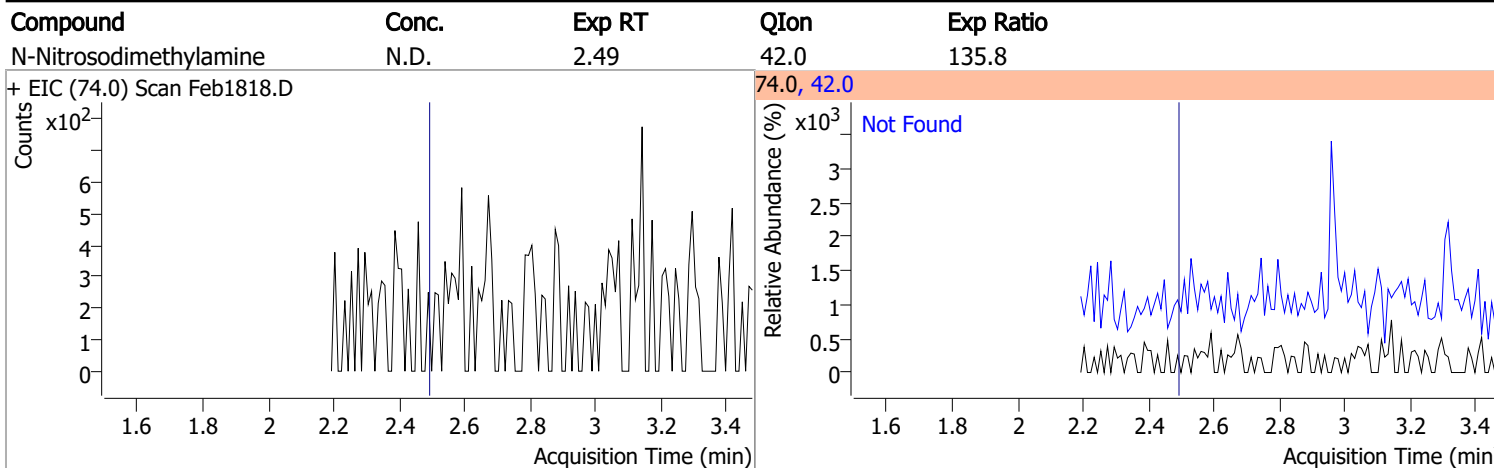 Compound Conc. Exp RT QIon Exp Ratio
N-Nitrosodimethylamine N.D. 2.49 42.0 135.8
+ EIC (74.0) Scan Feb1818.D
Counts
x10²
6
5
4
3
2
1
0
1.6 1.8 2 2.2 2.4 2.6 2.8 3 3.2 3.4
Acquisition Time (min)
74.0, 42.0
Relative Abundance (%)
x10³
Not Found
3
2.5
2
1.5
1
0.5
0
1.6 1.8 2 2.2 2.4 2.6 2.8 3 3.2 3.4
Acquisition Time (min